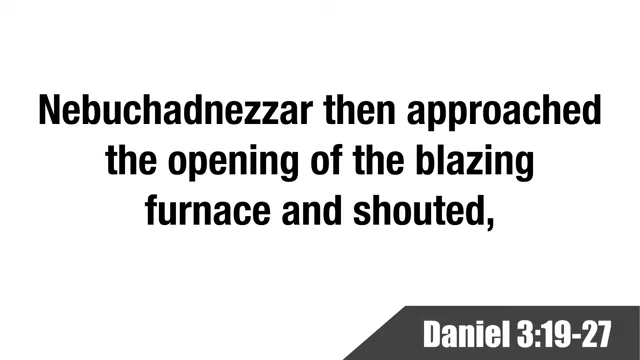 Nebuchadnezzar then approached
the opening of the blazing
furnace and shouted,
Daniel 3:19-27